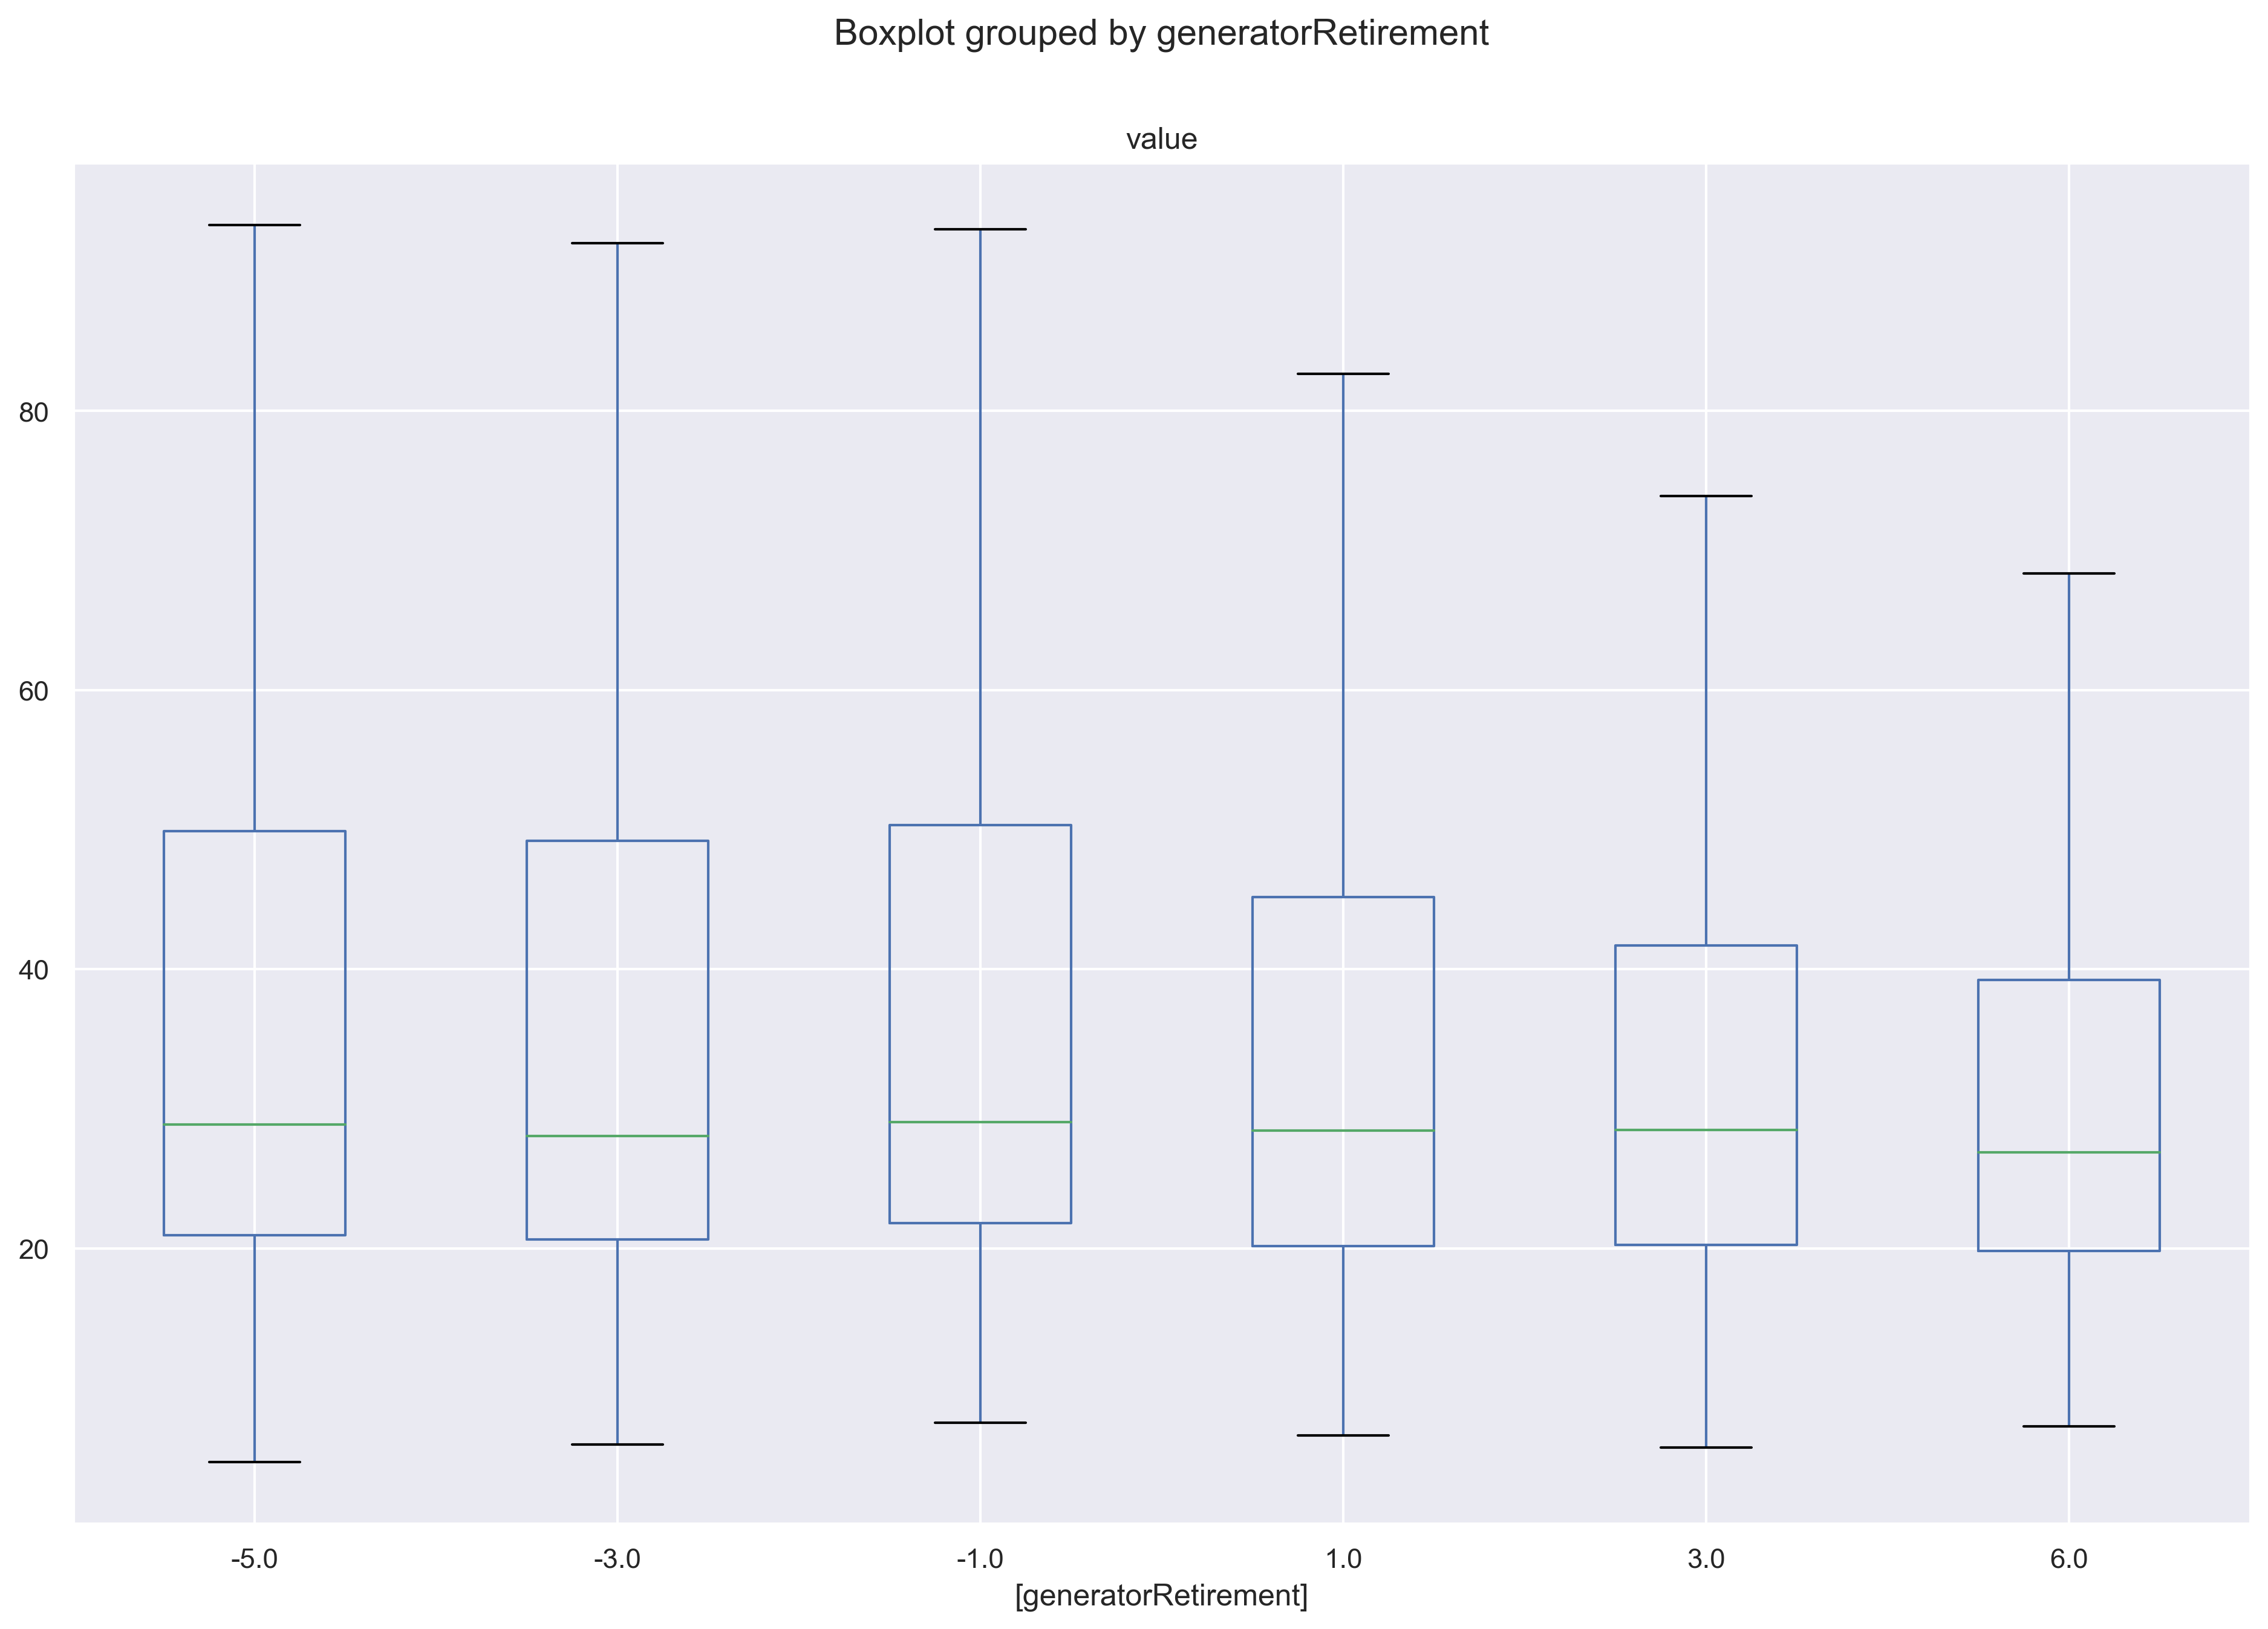 Boxplot grouped by generatorRetirement
value
80
60
40
20
-5.0 -3.0 -1.0 1.0 3.0 6.0
[generatorRetirement]